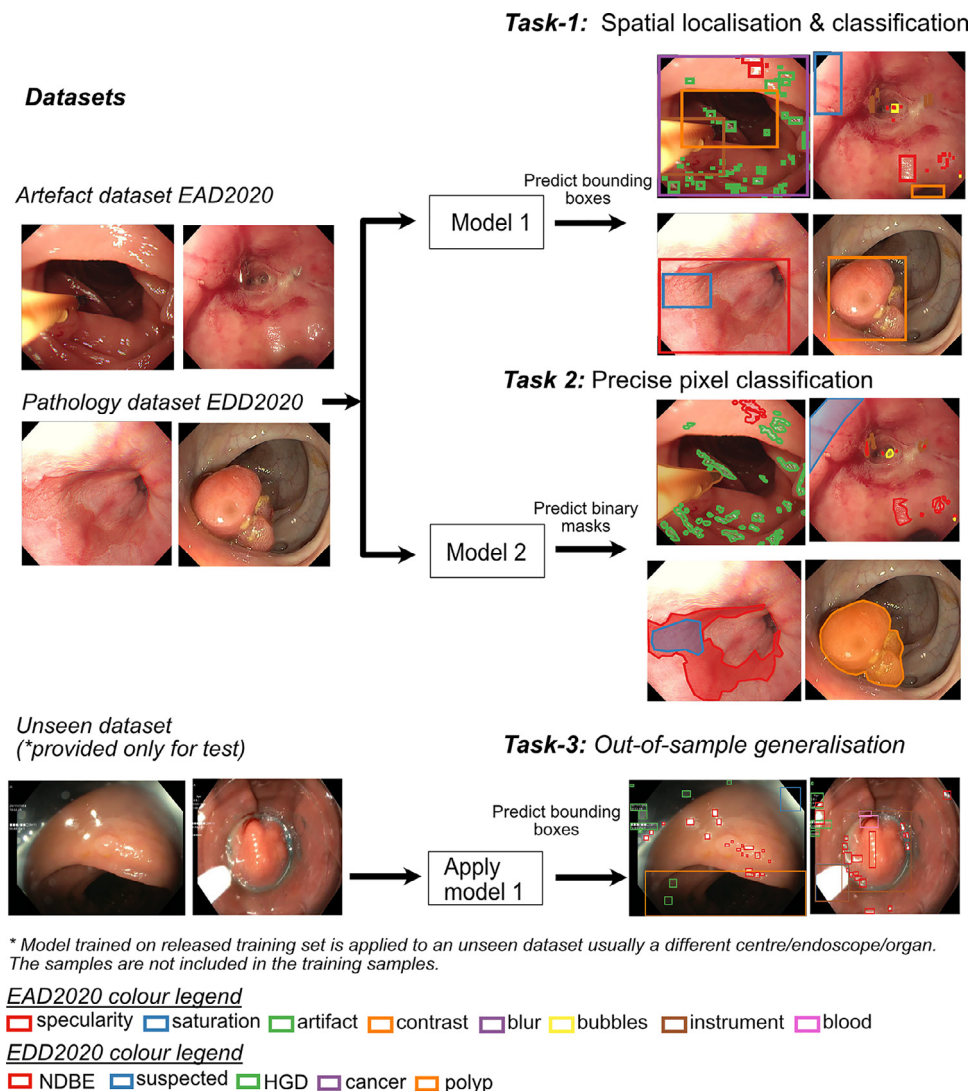 Task-1: Spatial localisation & classification
Datasets
Artefact dataset EAD2020
Predict bounding
boxes
Model 1
Pathology dataset EDD2020
Task 2: Precise pixel classification
Predict binary
masks
Model 2
Unseen dataset
(*provided only for test)
Task-3: Out-of-sample generalisation
Predict bounding
boxes
Apply
model 1
* Model trained on released training set is applied to an unseen dataset usually a different centre/endoscope/organ.
The samples are not included in the training samples.
EAD2020 colour legend
specularity saturation artifact contrast blur bubbles instrument blood
EDD2020 colour legend
NDBE suspected HGD cancer polyp